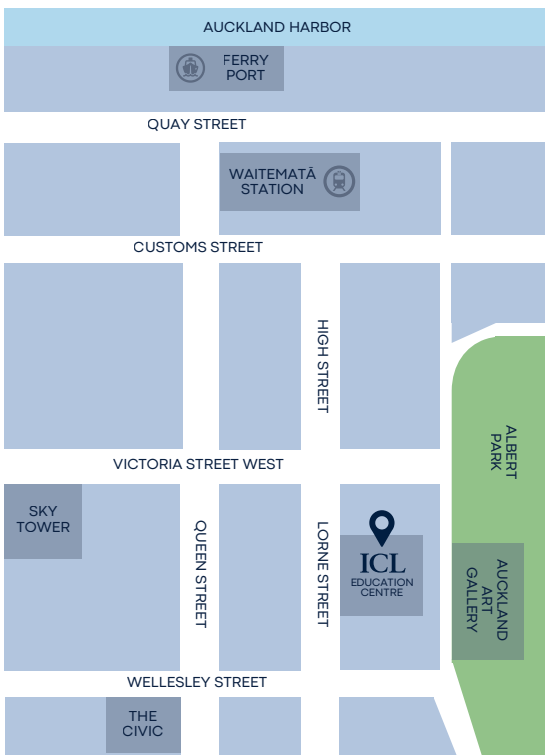 AUCKLAND HARBOR
FERRY
PORT
QUAY STREET
WAITEMATĀ
STATION
CUSTOMS STREET
HIGH STREET
ALBERT
PARK
VICTORIA STREET WEST
SKY
TOWER
QUEEN STREET
LORNE STREET
ICL
EDUCATION
CENTRE
AUCKLAND
ART
GALLERY
WELLESLEY STREET
THE
CIVIC